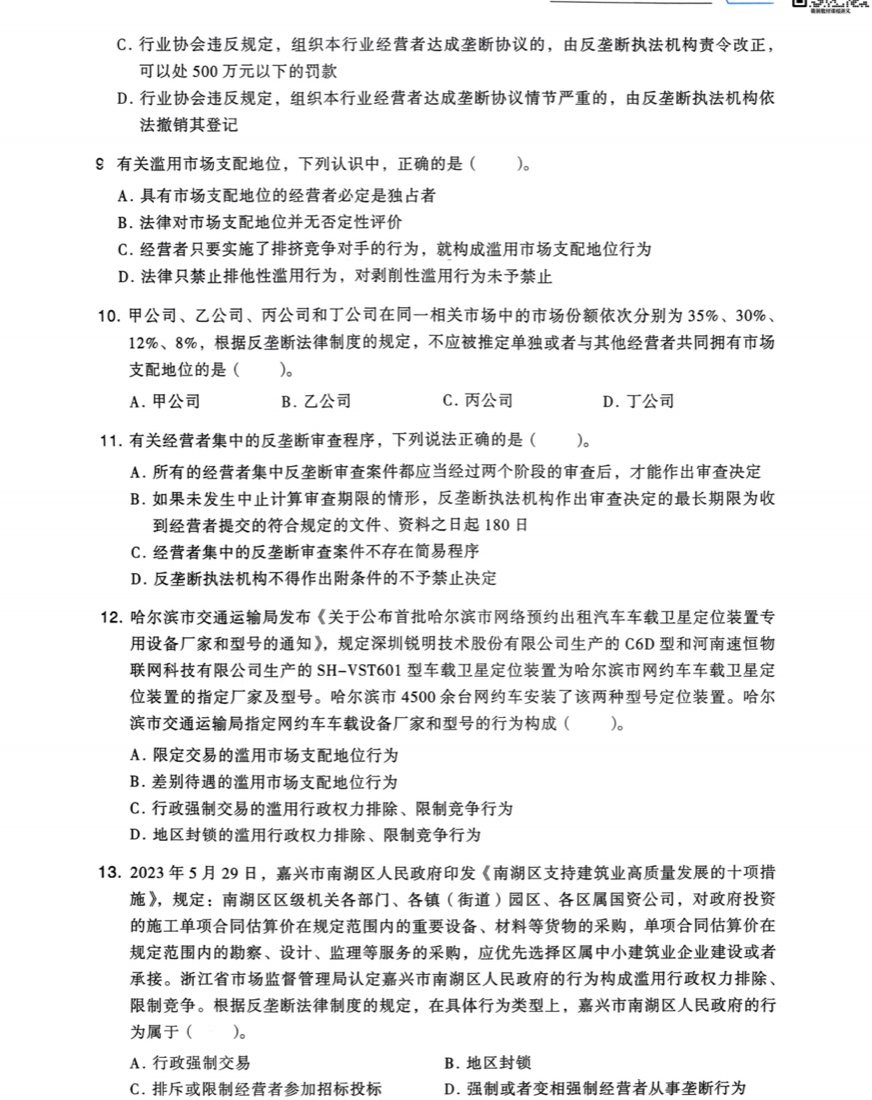 C. 行业协会违反规定，组织本行业经营者达成垄断协议的，由反垄断执法机构责令改正，
可以处 500 万元以下的罚款
D. 行业协会违反规定，组织本行业经营者达成垄断协议情节严重的，由反垄断执法机构依
法撤销其登记
9 有关滥用市场支配地位，下列认识中，正确的是（　　）。
A. 具有市场支配地位的经营者必定是独占者
B. 法律对市场支配地位并无否定性评价
C. 经营者只要实施了排挤竞争对手的行为，就构成滥用市场支配地位行为
D. 法律只禁止排他性滥用行为，对剥削性滥用行为未予禁止
10. 甲公司、乙公司、丙公司和丁公司在同一相关市场中的市场份额依次分别为 35%、30%、
12%、8%，根据反垄断法律制度的规定，不应被推定单独或者与其他经营者共同拥有市场
支配地位的是（　　）。
A. 甲公司 B. 乙公司 C. 丙公司 D. 丁公司
11. 有关经营者集中的反垄断审查程序，下列说法正确的是（　　）。
A. 所有的经营者集中反垄断审查案件都应当经过两个阶段的审查后，才能作出审查决定
B. 如果未发生中止计算审查期限的情形，反垄断执法机构作出审查决定的最长期限为收
到经营者提交的符合规定的文件、资料之日起 180 日
C. 经营者集中的反垄断审查案件不存在简易程序
D. 反垄断执法机构不得作出附条件的不予禁止决定
12. 哈尔滨市交通运输局发布《关于公布首批哈尔滨市网络预约出租汽车车载卫星定位装置专
用设备厂家和型号的通知》，规定深圳锐明技术股份有限公司生产的 C6D 型和河南速恒物
联网科技有限公司生产的 SH-VST601 型车载卫星定位装置为哈尔滨市网约车车载卫星定
位装置的指定厂家及型号。哈尔滨市 4500 余台网约车安装了该两种型号定位装置。哈尔
滨市交通运输局指定网约车车载设备厂家和型号的行为构成（　　）。
A. 限定交易的滥用市场支配地位行为
B. 差别待遇的滥用市场支配地位行为
C. 行政强制交易的滥用行政权力排除、限制竞争行为
D. 地区封锁的滥用行政权力排除、限制竞争行为
13. 2023 年 5 月 29 日，嘉兴市南湖区人民政府印发《南湖区支持建筑业高质量发展的十项措
施》，规定：南湖区区级机关各部门、各镇（街道）园区、各区属国资公司，对政府投资
的施工单项合同估算价在规定范围内的重要设备、材料等货物的采购，单项合同估算价在
规定范围内的勘察、设计、监理等服务的采购，应优先选择区属中小建筑业企业建设或者
承接。浙江省市场监督管理局认定嘉兴市南湖区人民政府的行为构成滥用行政权力排除、
限制竞争。根据反垄断法律制度的规定，在具体行为类型上，嘉兴市南湖区人民政府的行
为属于（　　）。
A. 行政强制交易 B. 地区封锁
C. 排斥或限制经营者参加招标投标 D. 强制或者变相强制经营者从事垄断行为